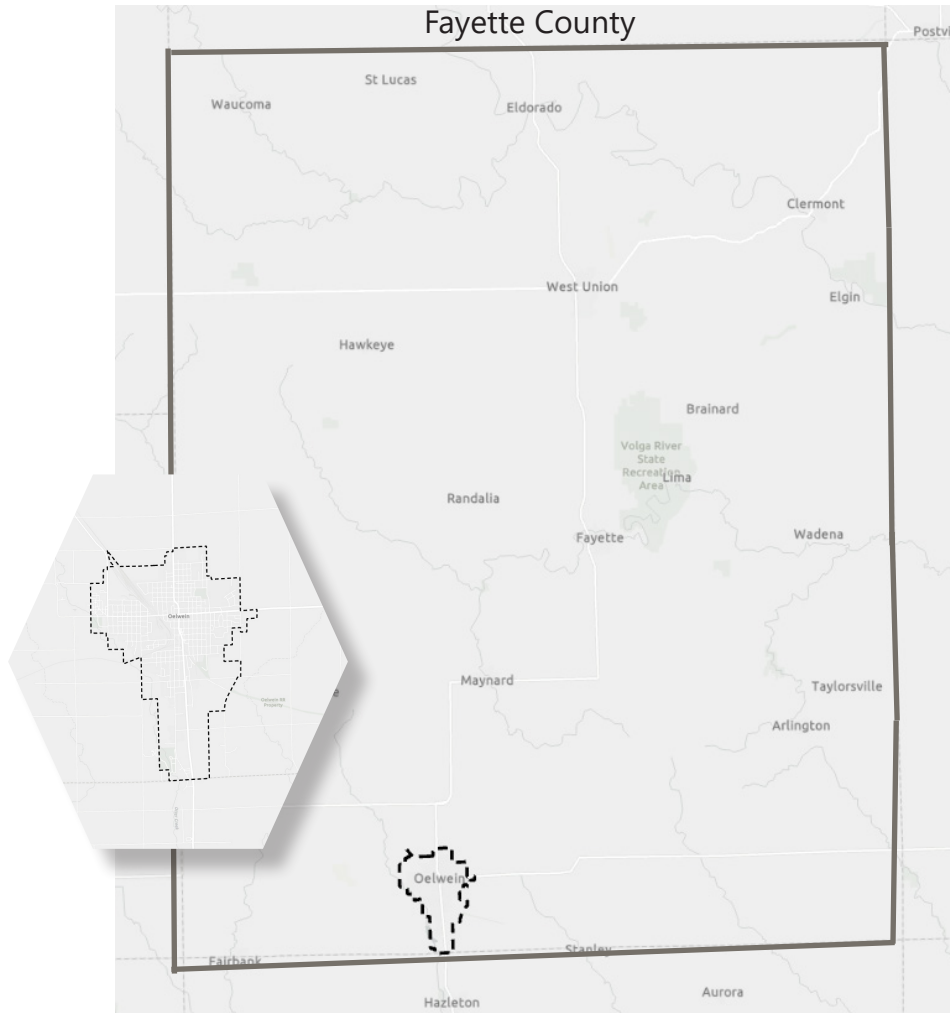 Fayette County
Postvi
St Lucas
Waucoma
Eldorado
Clermont
West Union
Elgin
Hawkeye
Brainard
Volga River
State
Recreation
Area
Lima
Randalia
Fayette
Wadena
Oelwein
Maynard
Taylorsville
e
Arlington
Oelwein
Stanley
Fairbank
Aurora
Hazleton